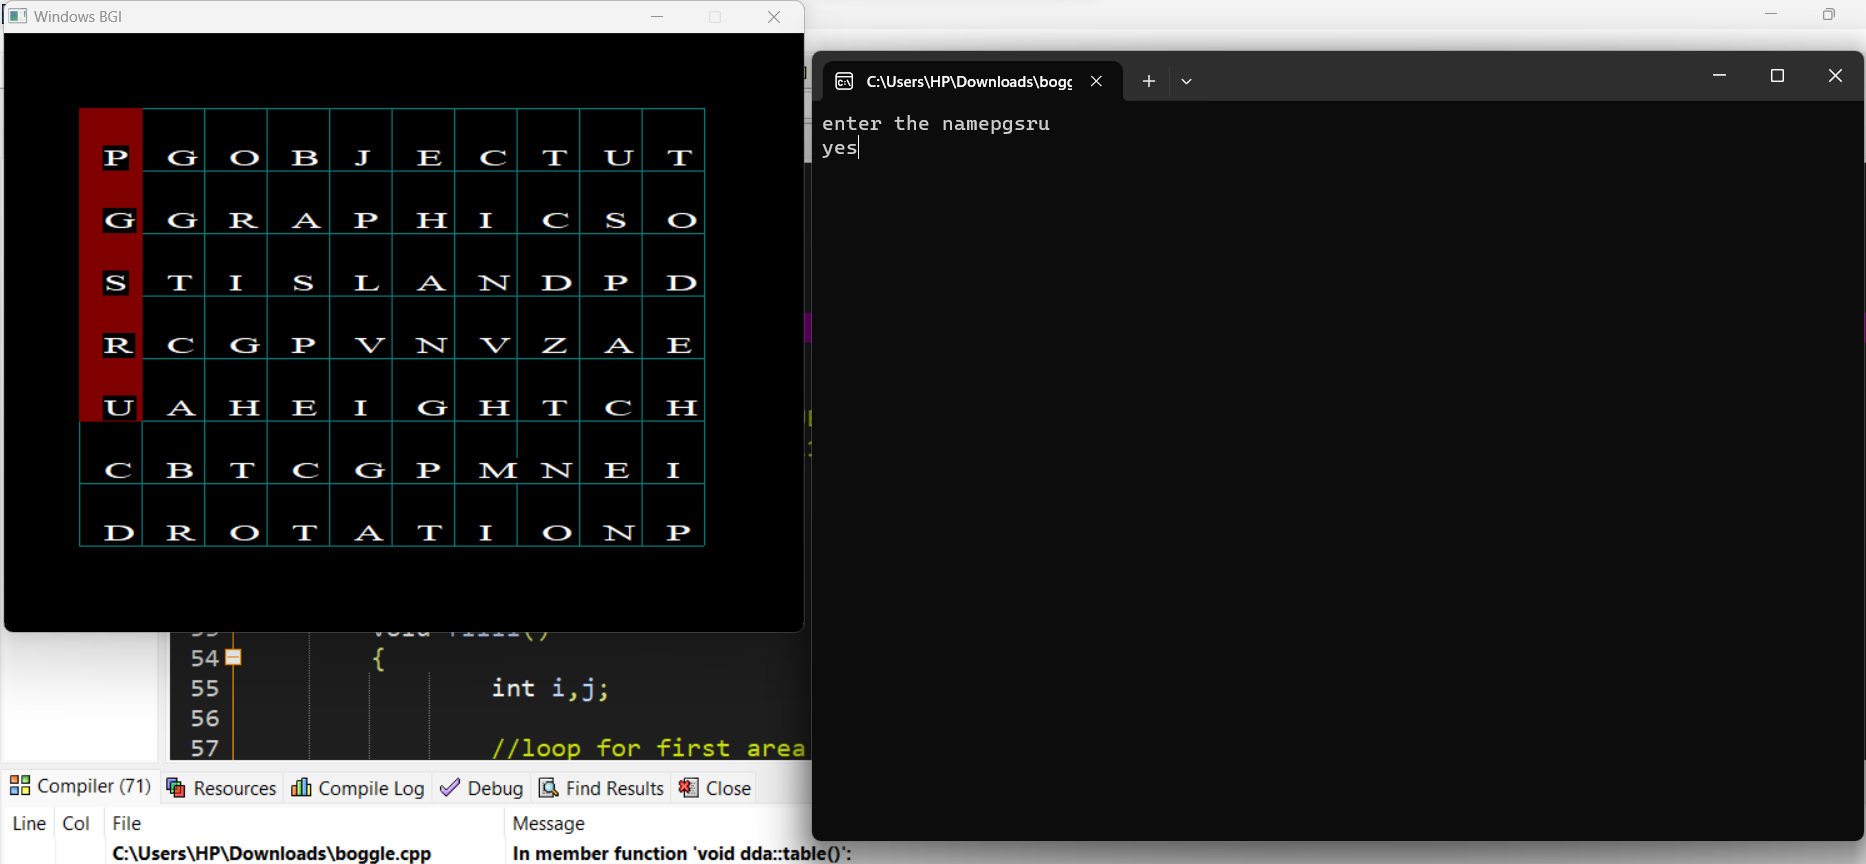 Windows BGI
P G O B J E C T U T
G G R A P H I C S O
S T I S L A N D P D
R C G P V N V Z A E
U A H E I G H T C H
C B T C G P M N E I
D R O T A T I O N P
C:\Users\HP\Downloads\bogg
enter the namepgsru
yes
54 {
55 int i,j;
56
57 //loop for first area
Compiler (71) Resources Compile Log Debug Find Results Close
Line Col File Message
C:\Users\HP\Downloads\boggle.cpp In member function 'void dda::table()':